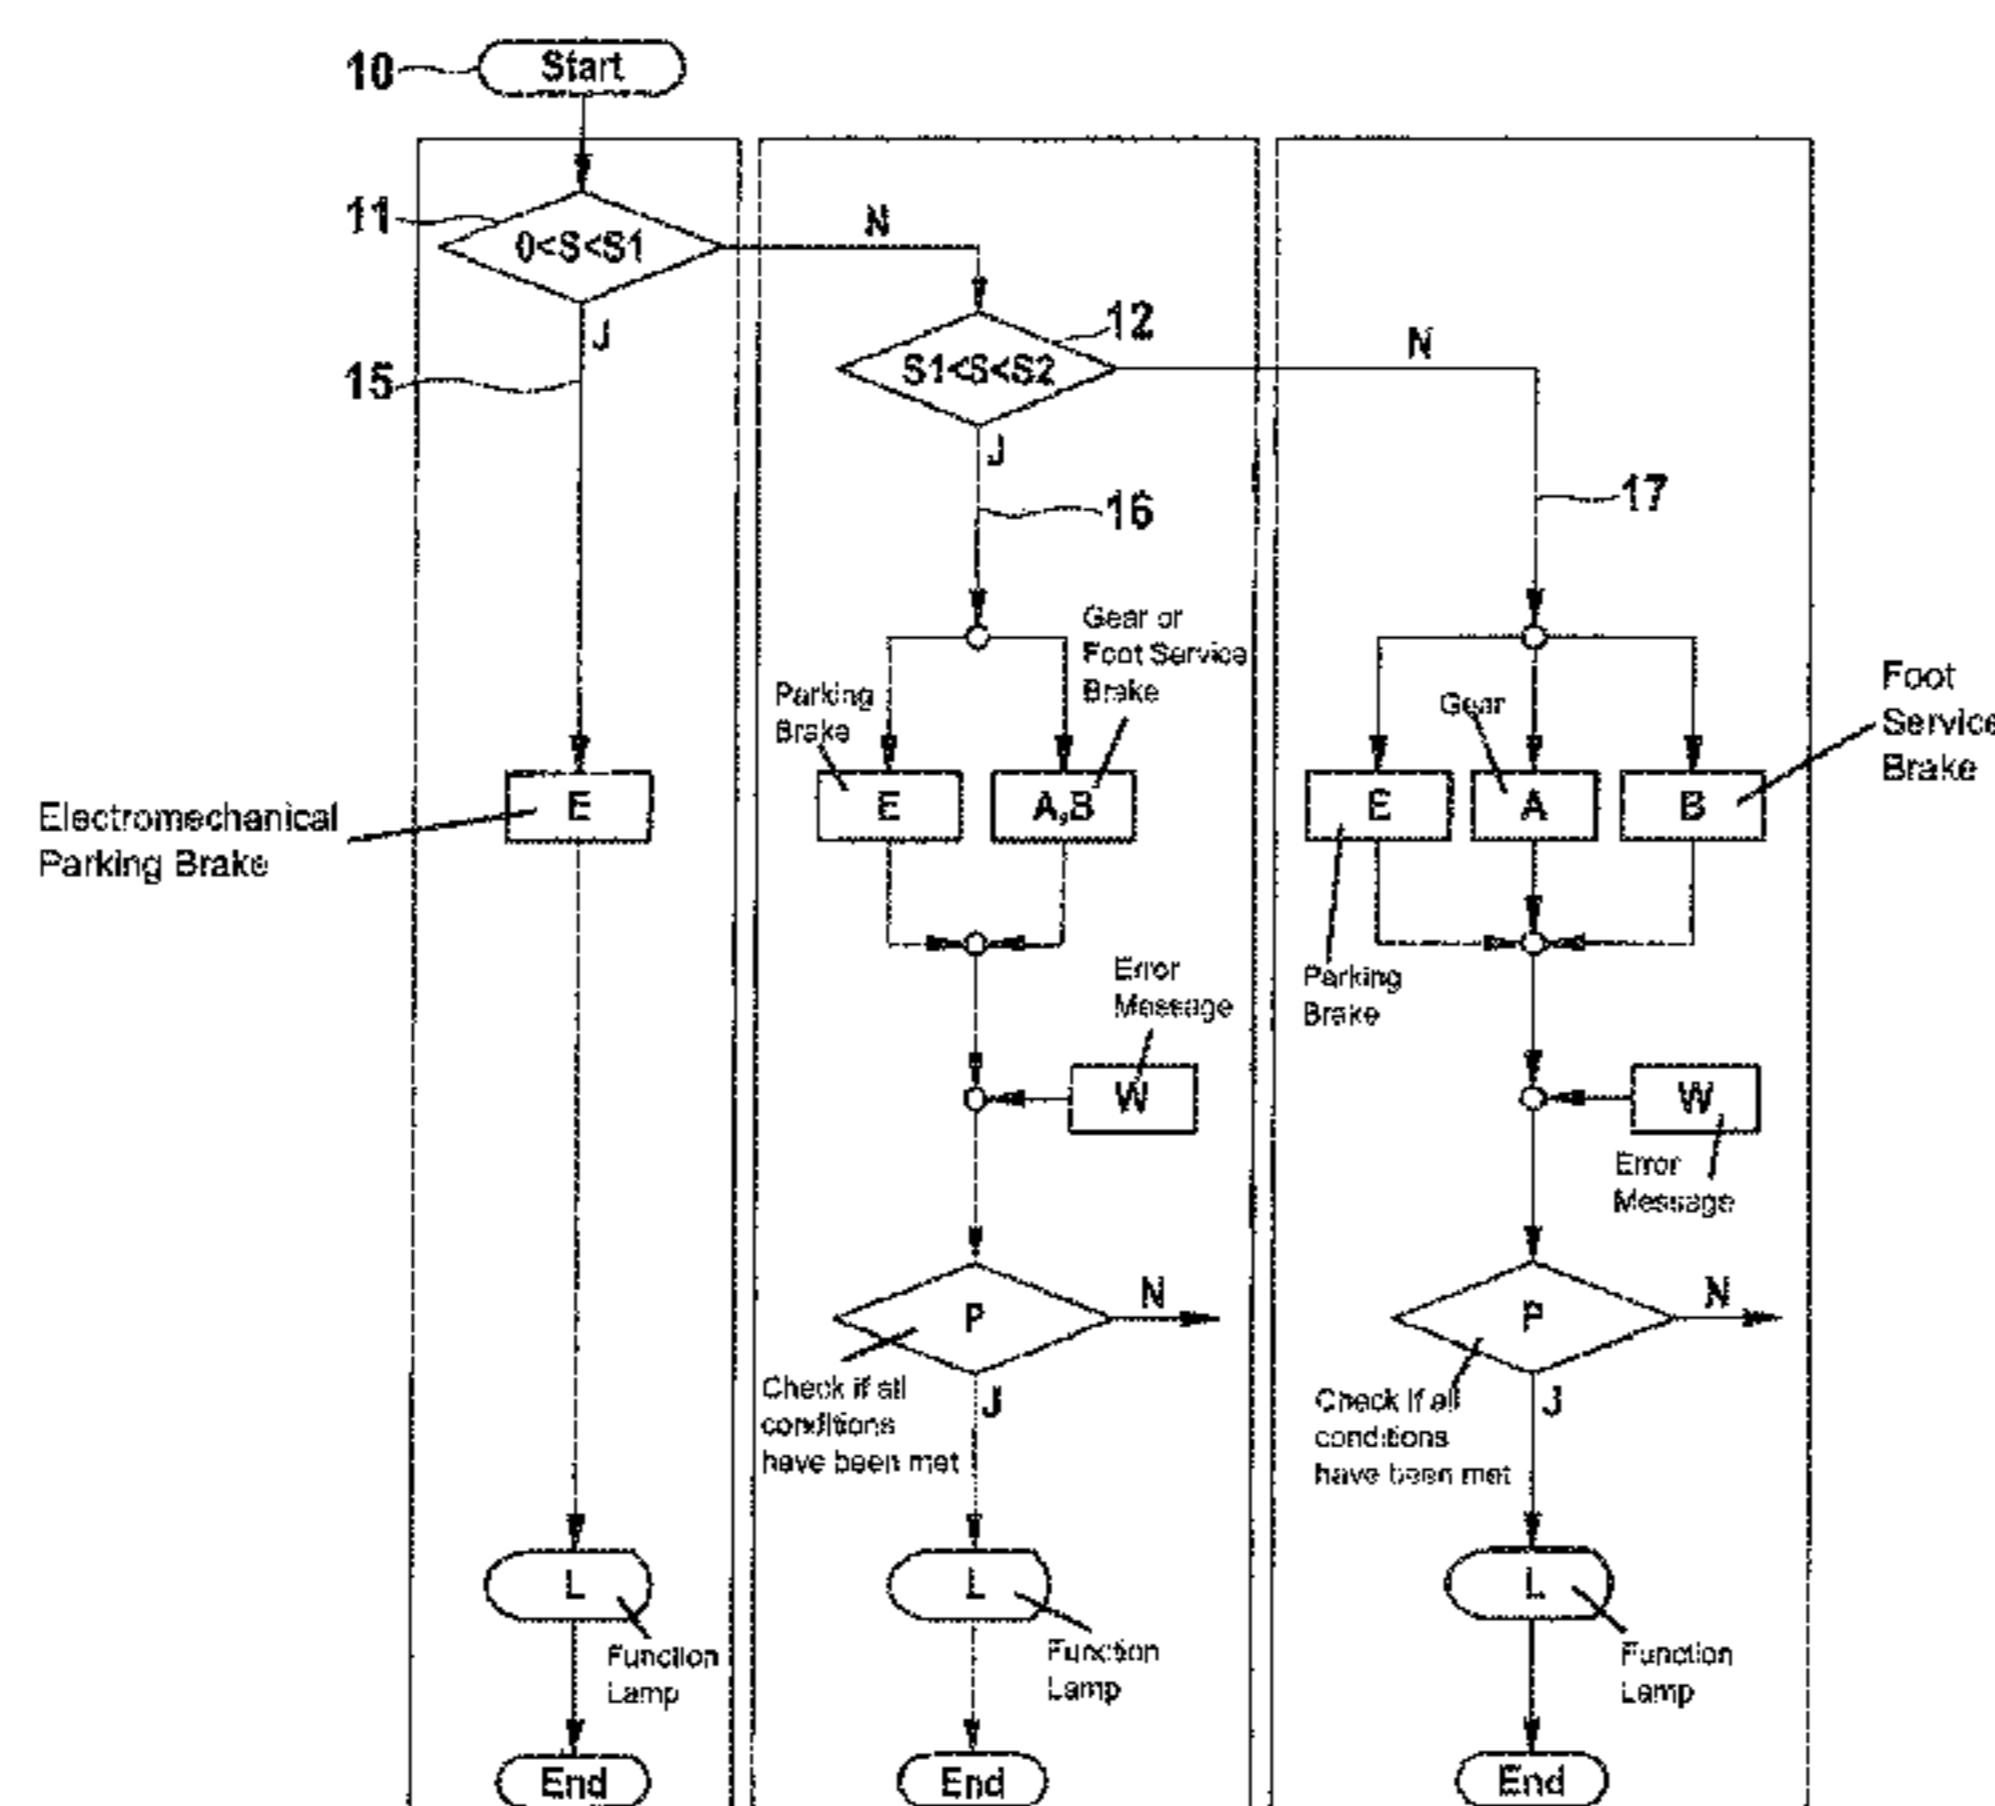 10
Start
11
0<S<S1
N
J
12
S1<S<S2
N
15
J
16
17
Gear or
Foot Service
Brake
Parking
Brake
Gear
Foot
Service
Brake
E
E
A,B
E
A
B
Electromechanical
Parking Brake
Error
Message
Parking
Brake
W
W
Error
Message
P
N
P
N
Check if all
conditions
have been met
J
Check if all
conditions
have been met
J
L
L
L
Function
Lamp
Function
Lamp
Function
Lamp
End
End
End